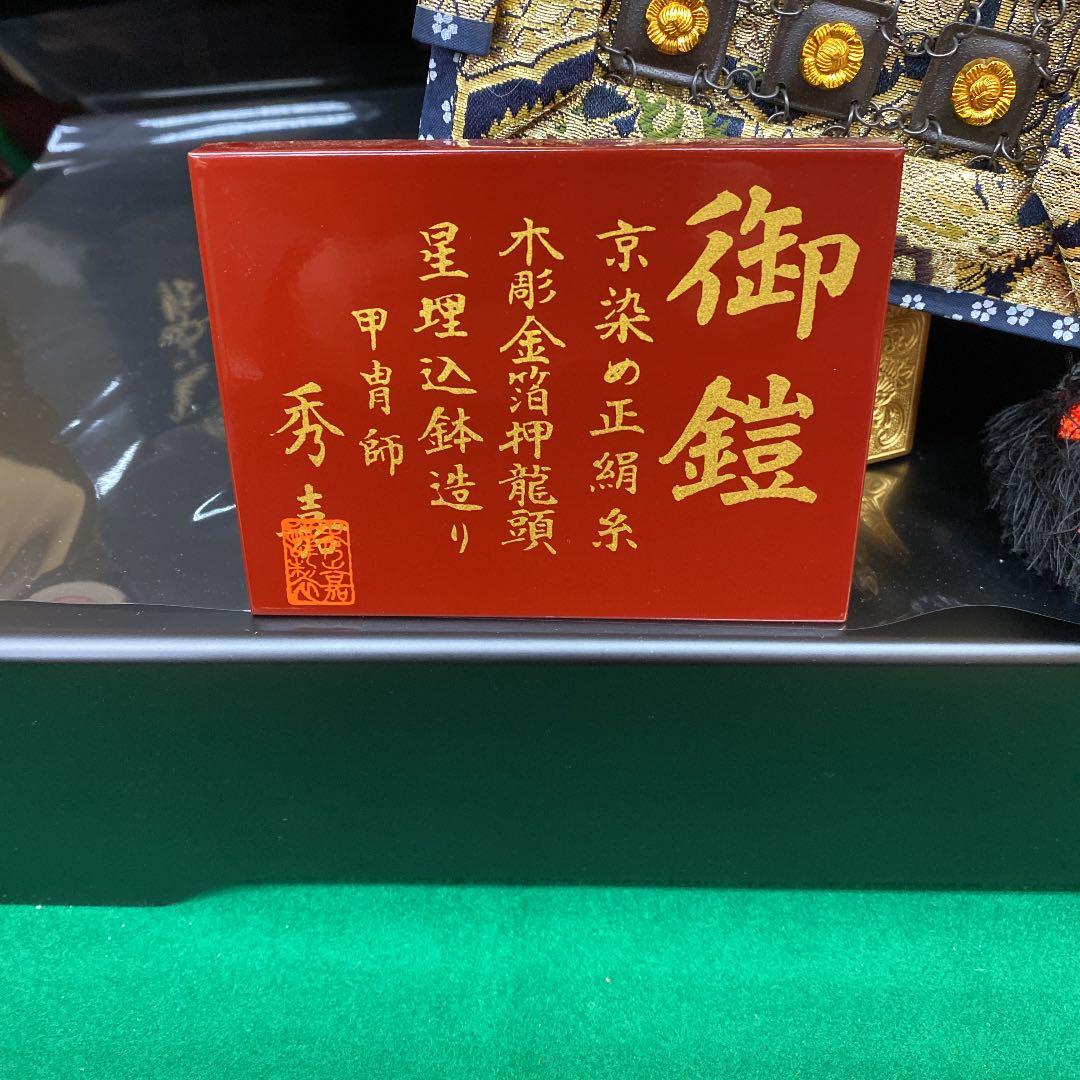 御鎧
京染め正絹糸
木彫金箔押龍頭
星埋込鉢造り
甲冑師
秀嘉